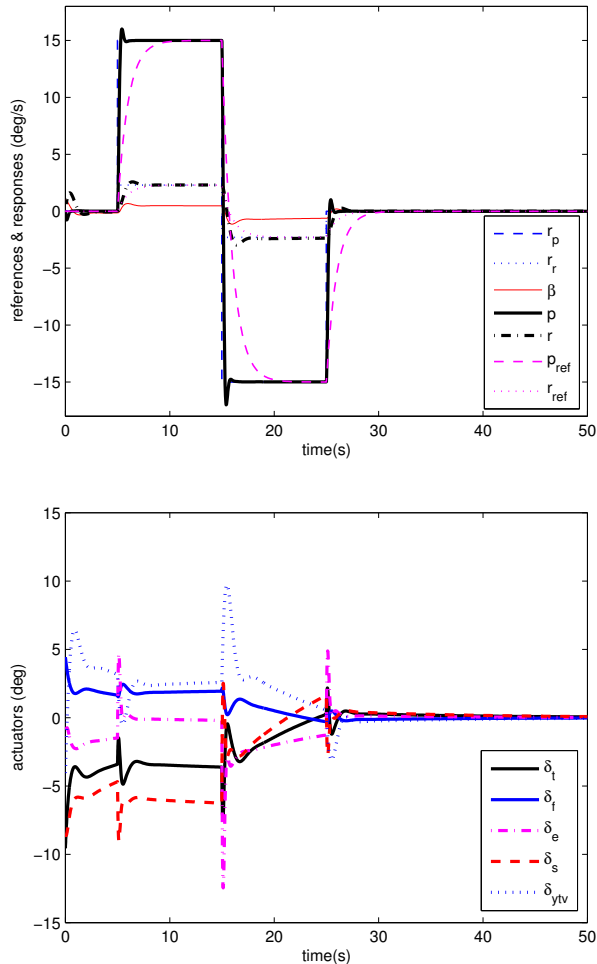 references & responses (deg/s)
15
10
5
0
−5
−10
−15
0
10
20
30
40
50
time(s)
r_p
r_r
β
p
r
p_ref
r_ref
actuators (deg)
15
10
5
0
−5
−10
−15
0
10
20
30
40
50
time(s)
δ_t
δ_f
δ_e
δ_s
δ_ytv